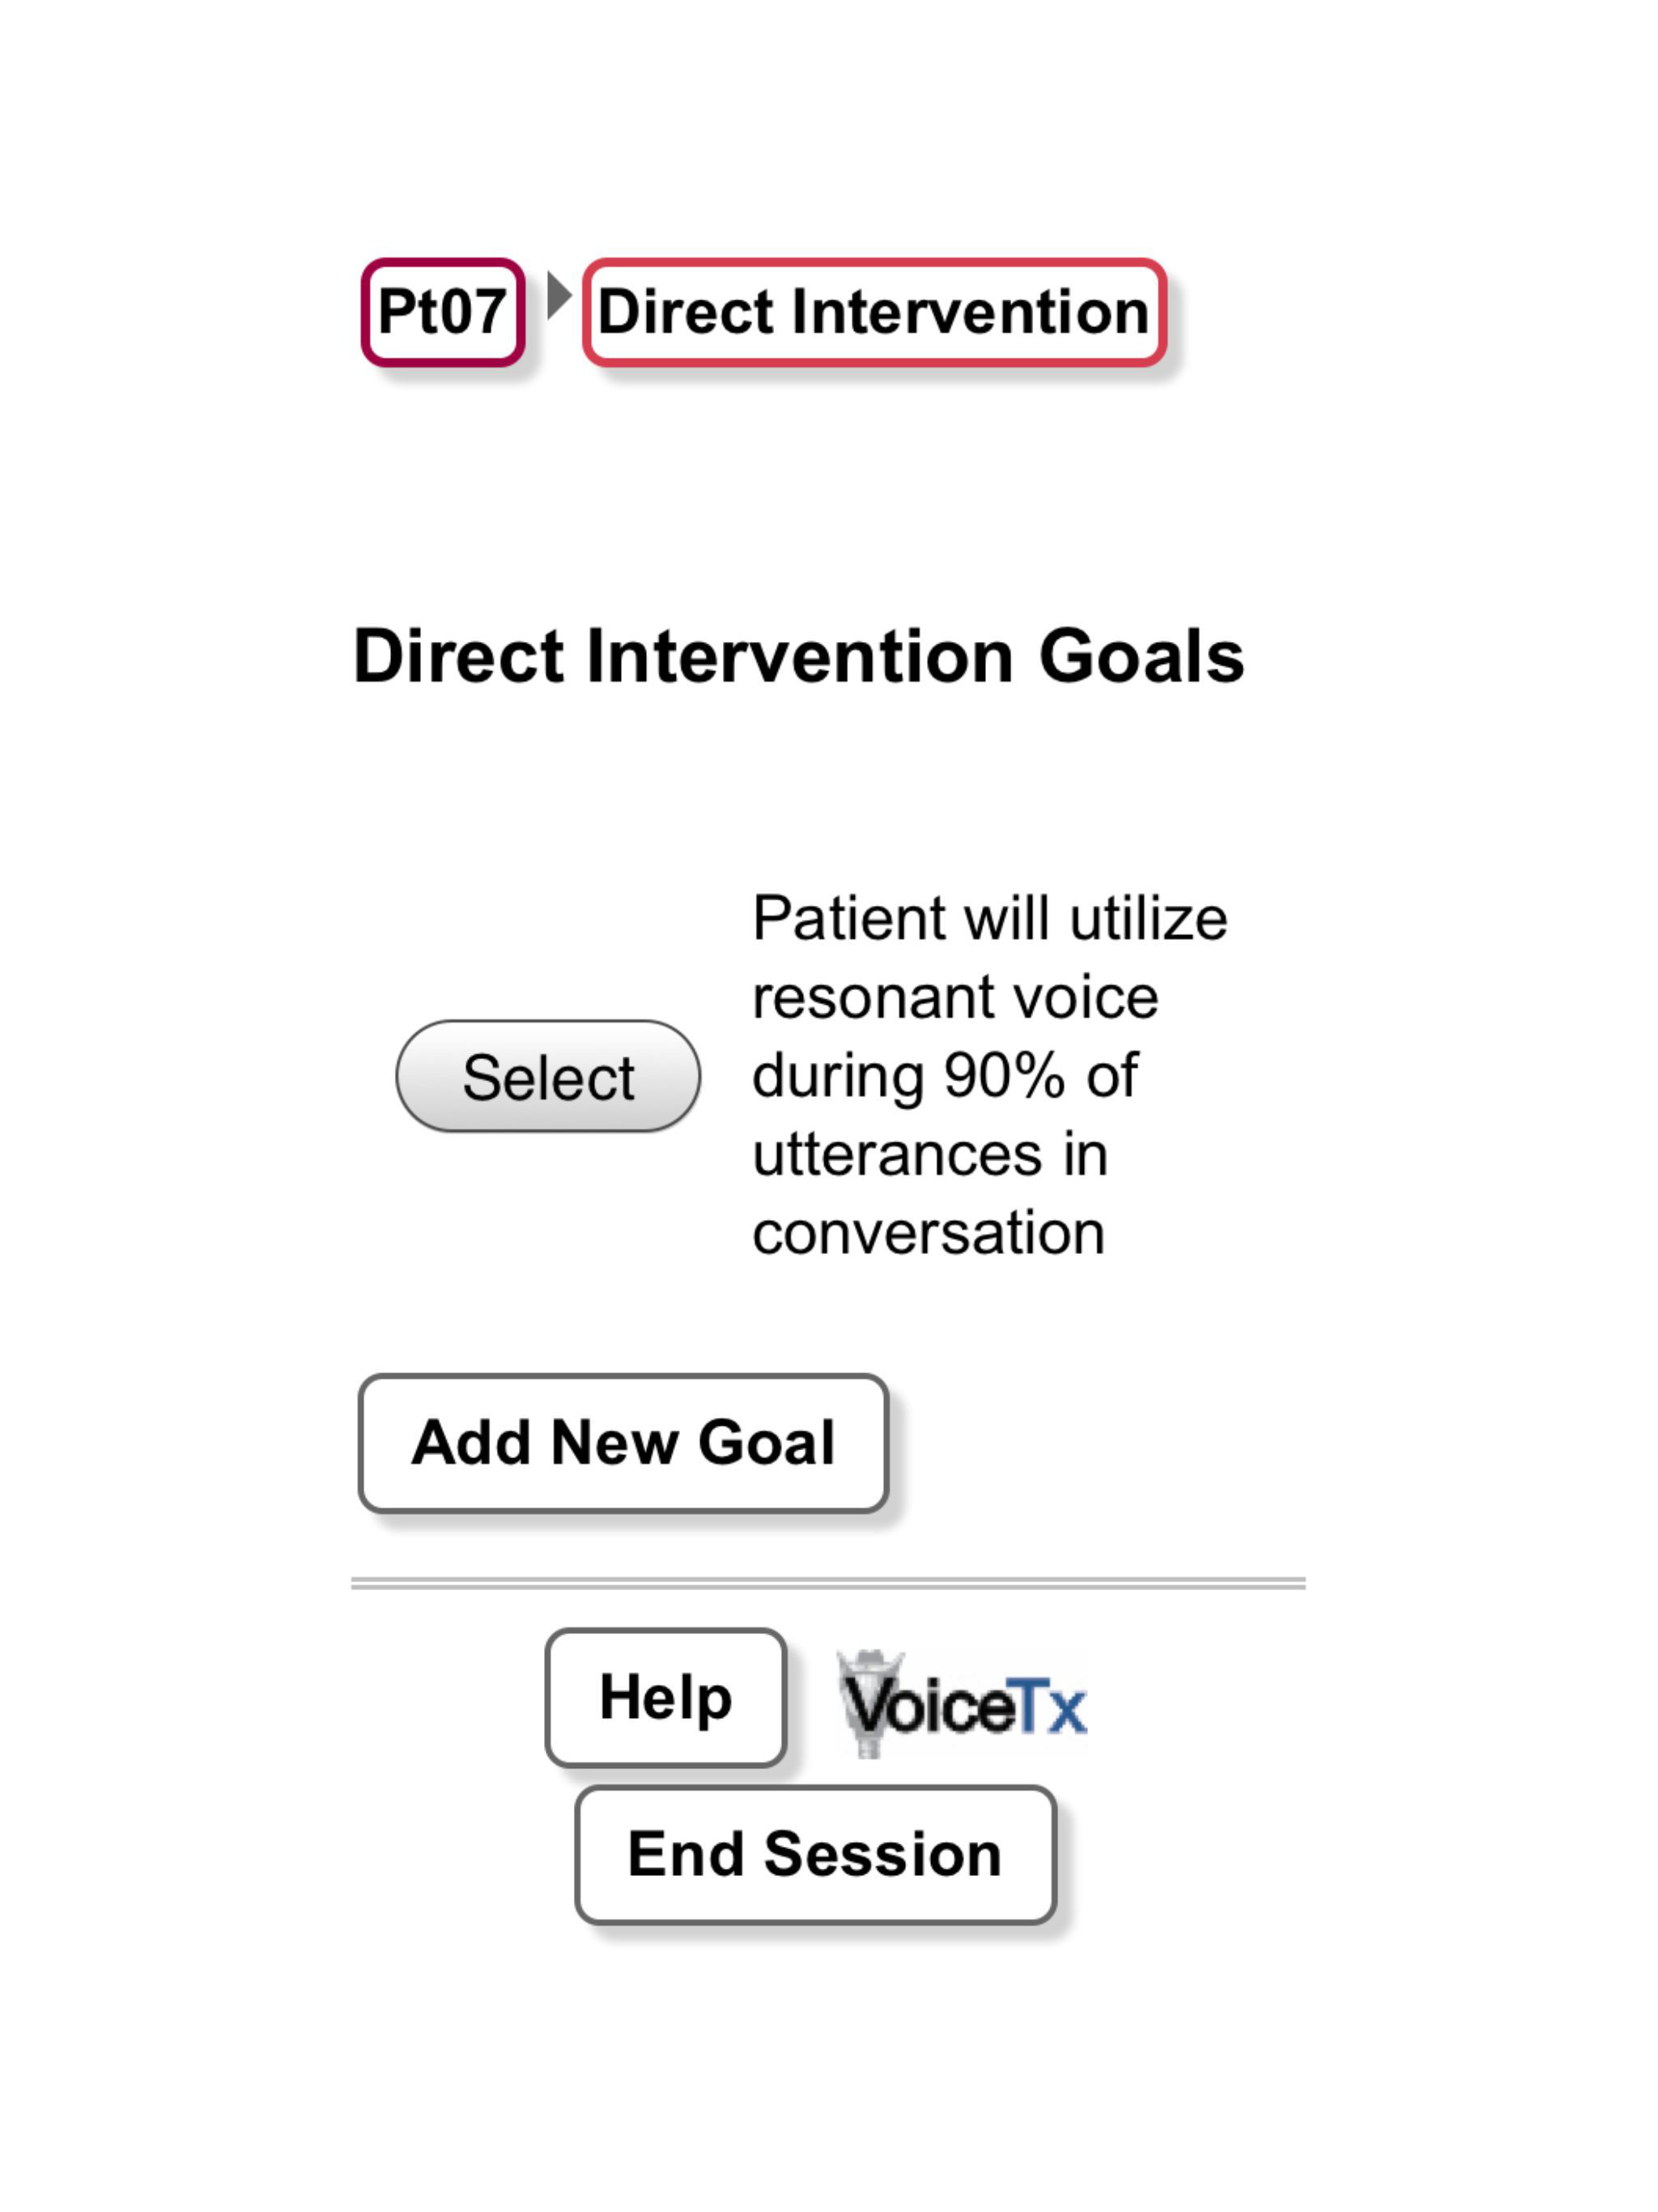 Pt07 Direct Intervention
Direct Intervention Goals
Patient will utilize
resonant voice
Select during 90% of
utterances in
conversation
Add New Goal
Help VoiceTx
End Session